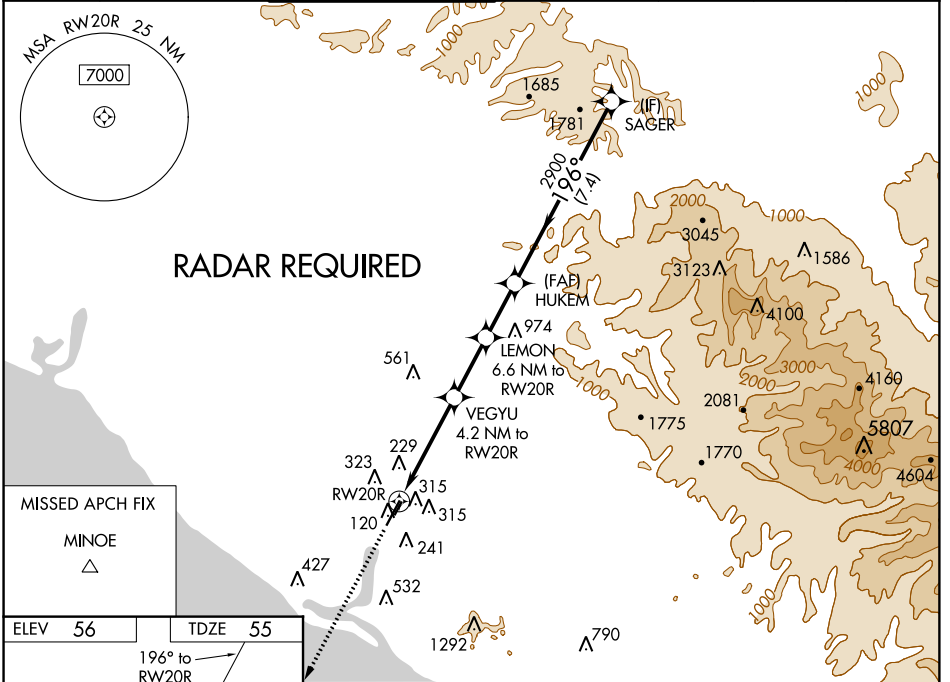 MSA RW20R 25 NM
7000
1000
1685
1781
(IF)
SAGER
1000
2900
196°
(7.4)
RADAR REQUIRED
2000
1000
3045
3123
1586
4100
(FAF)
HUKEM
974
LEMON
6.6 NM to
RW20R
561
1000
3000
2000
4160
2081
1775
5807
VEGYU
4.2 NM to
RW20R
1770
4000
4604
229
323
RW20R
315
315
120
241
MISSED APCH FIX
MINOE
427
532
1000
ELEV 56
TDZE 55
1292
790
196° to
RW20R